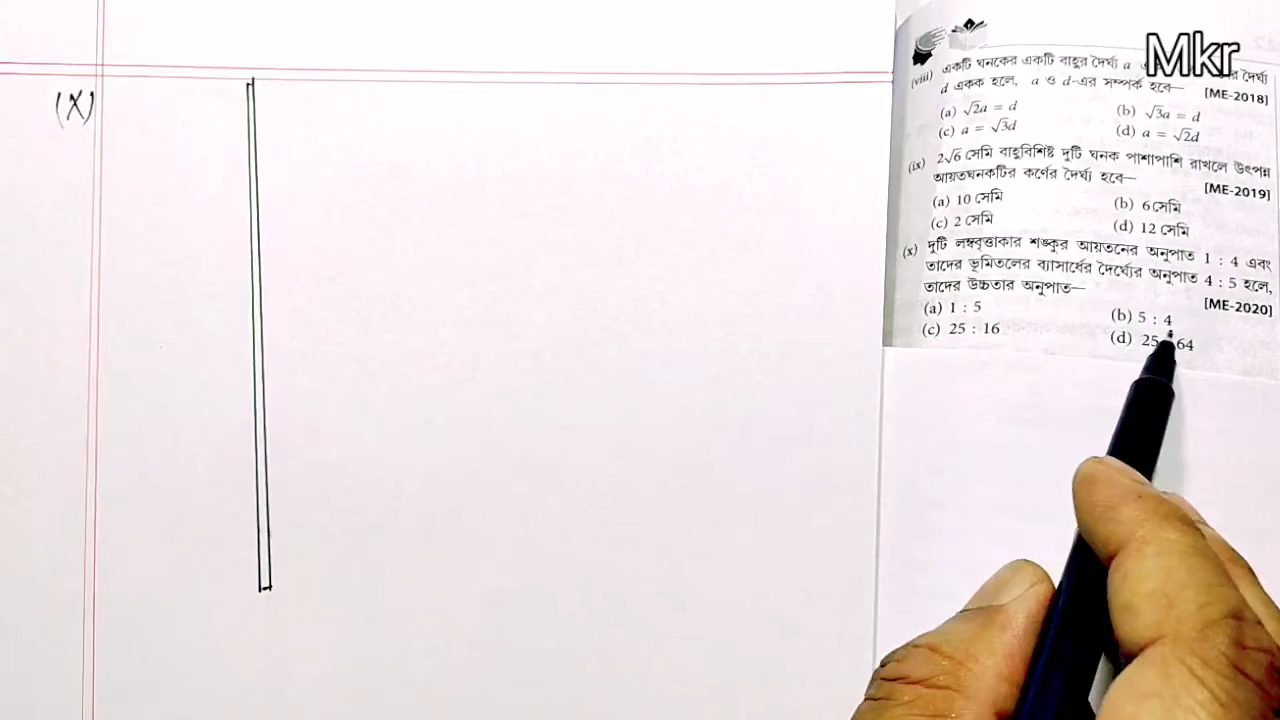 (X)
Mkr
(viii) একটি ঘনকের একটি বাহুর দৈর্ঘ্য a দৈর্ঘ্য
d একক হলে, a ও d-এর সম্পর্ক হবে— [ME-2018]
(a) √2a = d (b) √3a = d
(c) a = √3d (d) a = √2d
(ix) 2√6 সেমি বাহুবিশিষ্ট দুটি ঘনক পাশাপাশি রাখলে উৎপন্ন
আয়তঘনকটির কর্ণের দৈর্ঘ্য হবে— [ME-2019]
(a) 10 সেমি (b) 6 সেমি
(c) 2 সেমি (d) 12 সেমি
(x) দুটি লম্ববৃত্তাকার শঙ্কুর আয়তনের অনুপাত 1 : 4 এবং
তাদের ভূমিতলের ব্যাসার্ধের দৈর্ঘ্যের অনুপাত 4 : 5 হলে,
তাদের উচ্চতার অনুপাত— [ME-2020]
(a) 1 : 5 (b) 5 : 4
(c) 25 : 16 (d) 25 64